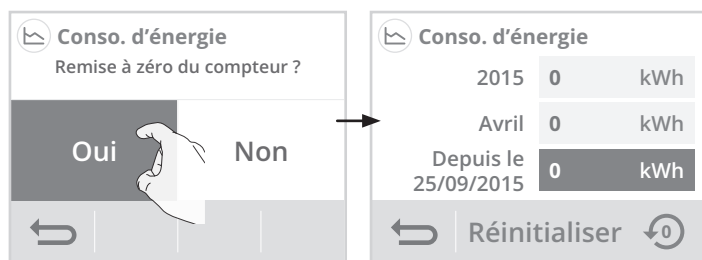 Conso. d'énergie
Remise à zéro du compteur ?
Oui
Non
Conso. d'énergie
2015 0 kWh
Avril 0 kWh
Depuis le
25/09/2015 0 kWh
Réinitialiser 0